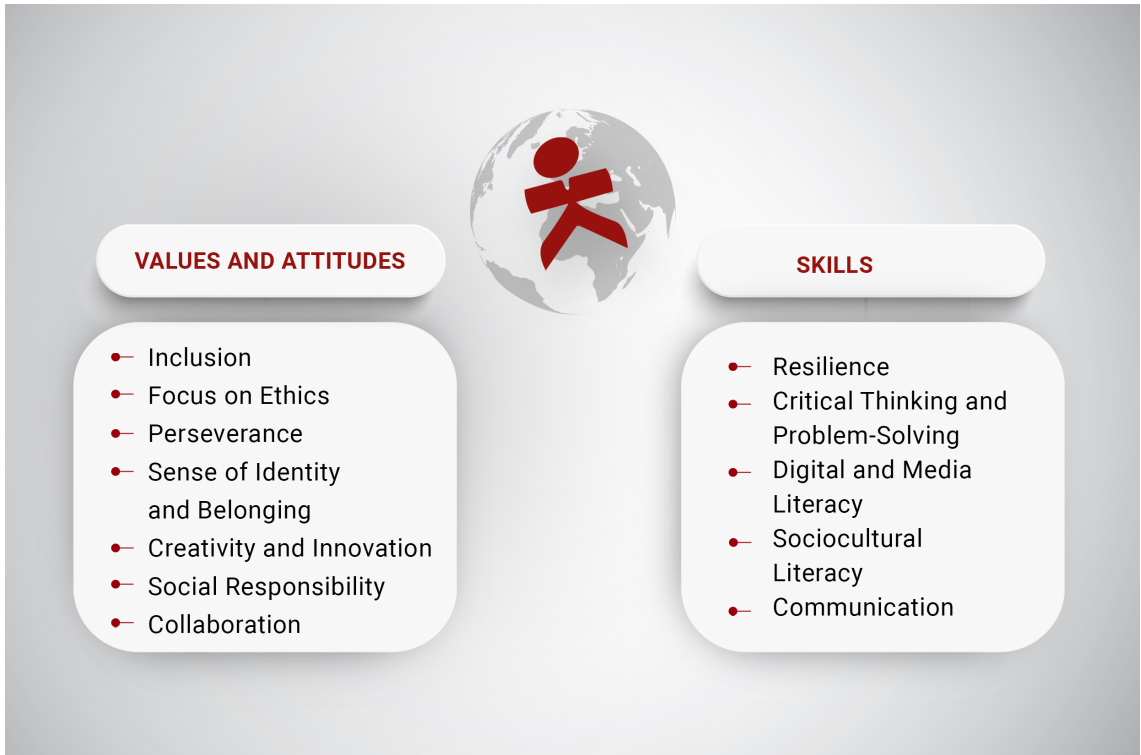 VALUES AND ATTITUDES
Inclusion
Focus on Ethics
Perseverance
Sense of Identity
and Belonging
Creativity and Innovation
Social Responsibility
Collaboration
SKILLS
Resilience
Critical Thinking and
Problem-Solving
Digital and Media
Literacy
Sociocultural
Literacy
Communication